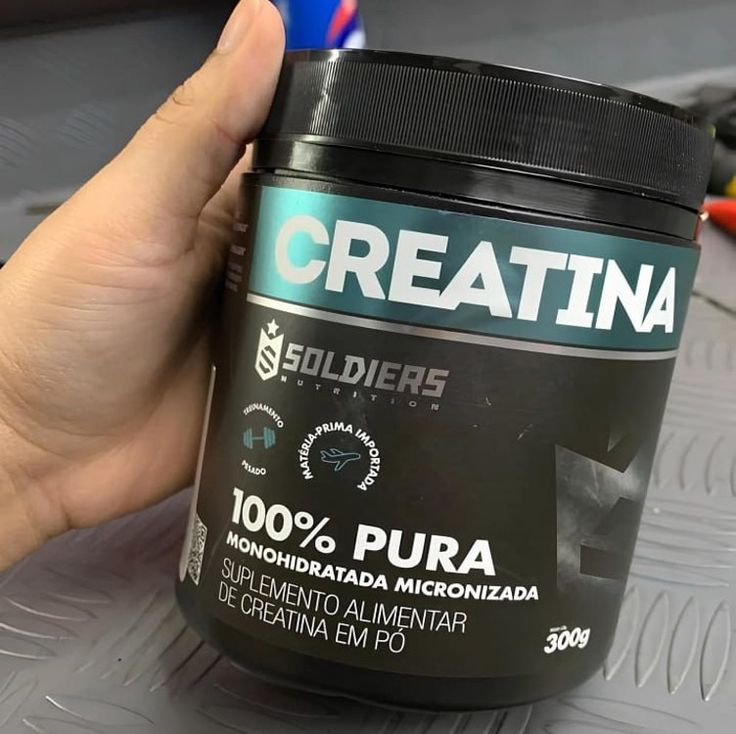 CREATINA
SOLDIERS
NUTRITION
TREINAMENTO
PESADO
MATÉRIA-PRIMA IMPORTADA
100% PURA
MONOHIDRATADA MICRONIZADA
SUPLEMENTO ALIMENTAR
DE CREATINA EM PÓ
300g